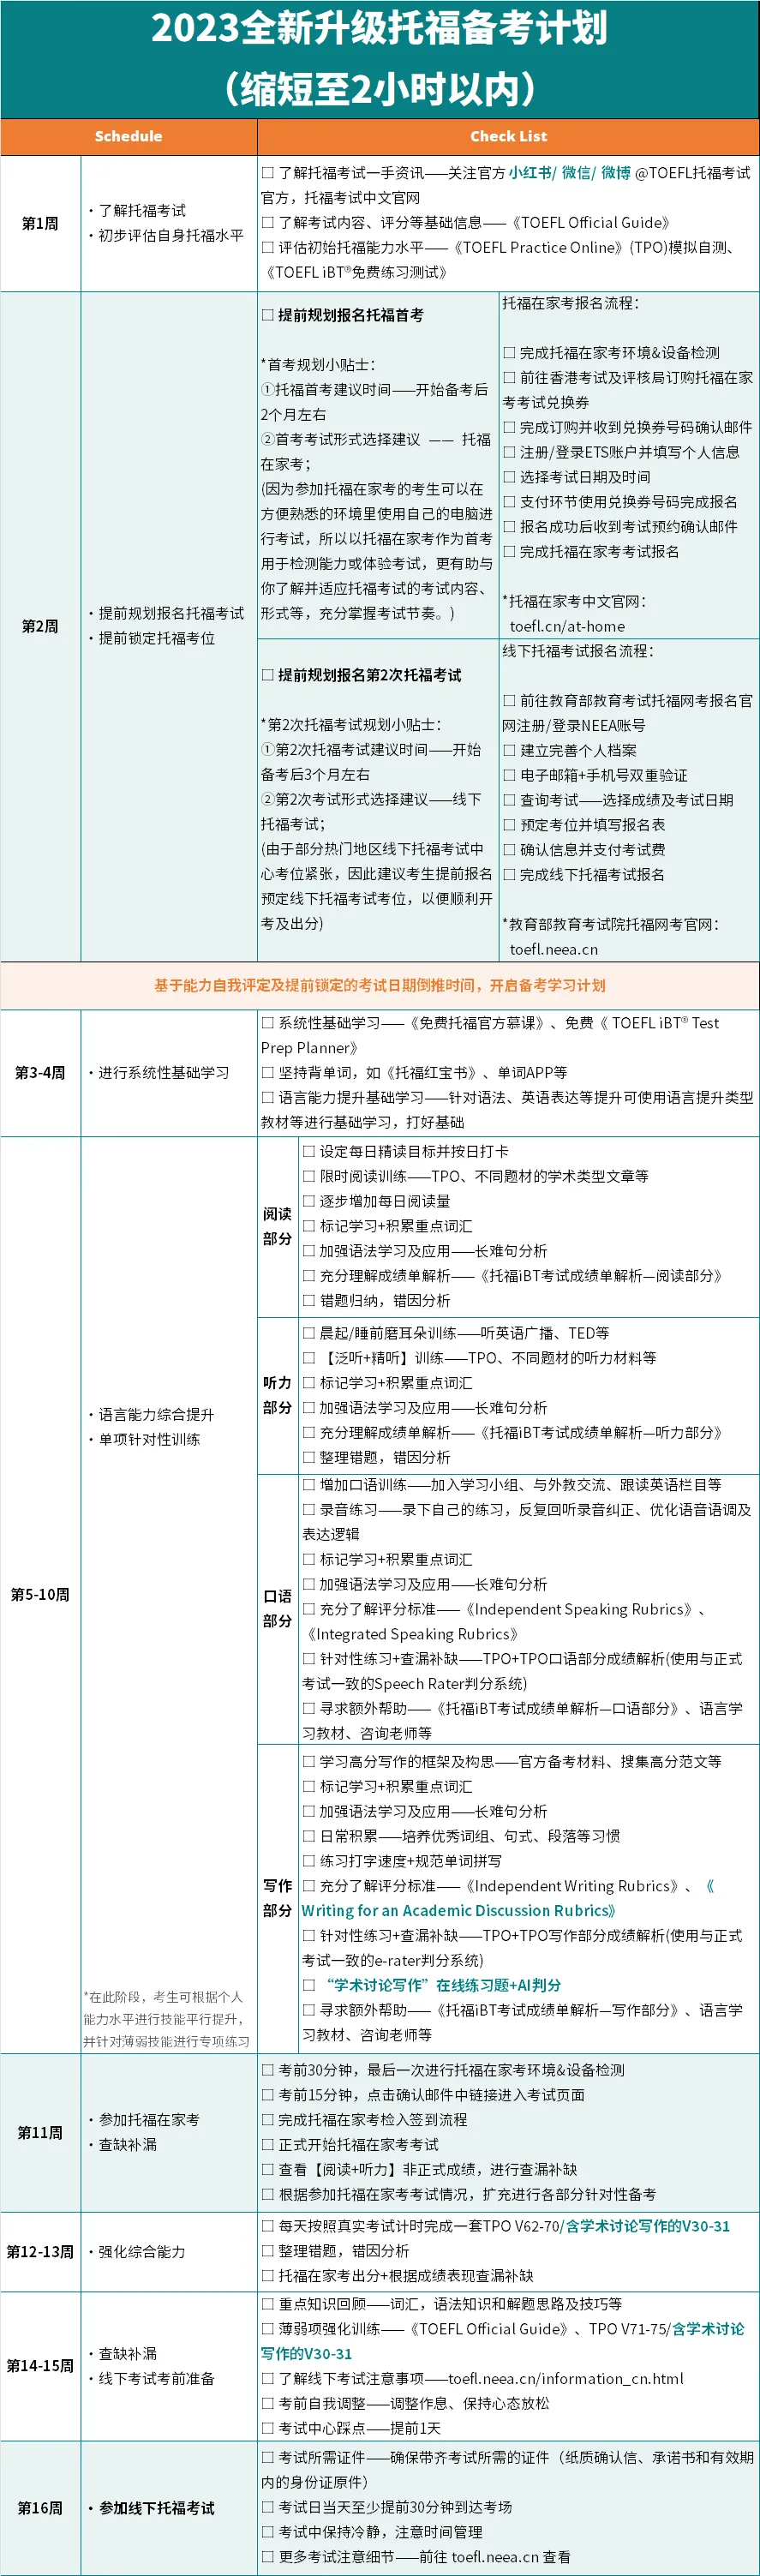 2023全新升级托福备考计划
（缩短至2小时以内）
Schedule
Check List
第1周
・了解托福考试
・初步评估自身托福水平
□ 了解托福考试一手资讯——关注官方 小红书/ 微信/ 微博 @TOEFL托福考试
官方，托福考试中文官网
□ 了解考试内容、评分等基础信息——《TOEFL Official Guide》
□ 评估初始托福能力水平——《TOEFL Practice Online》(TPO)模拟自测、
《TOEFL iBT®免费练习测试》
第2周
・提前规划报名托福考试
・提前锁定托福考位
□ 提前规划报名托福首考
*首考规划小贴士：
①托福首考建议时间——开始备考后
2个月左右
②首考考试形式选择建议 —— 托福
在家考；
(因为参加托福在家考的考生可以在
方便熟悉的环境里使用自己的电脑进
行考试，所以以托福在家考作为首考
用于检测能力或体验考试，更有助与
你了解并适应托福考试的考试内容、
形式等，充分掌握考试节奏。)
托福在家考报名流程：
□ 完成托福在家考环境&设备检测
□ 前往香港考试及评核局订购托福在家
考考试兑换券
□ 完成订购并收到兑换券号码确认邮件
□ 注册/登录ETS账户并填写个人信息
□ 选择考试日期及时间
□ 支付环节使用兑换券号码完成报名
□ 报名成功后收到考试预约确认邮件
□ 完成托福在家考考试报名
*托福在家考中文官网：
toefl.cn/at-home
□ 提前规划报名第2次托福考试
*第2次托福考试规划小贴士：
①第2次托福考试建议时间——开始
备考后3个月左右
②第2次考试形式选择建议——线下
托福考试；
(由于部分热门地区线下托福考试中
心考位紧张，因此建议考生提前报名
预定线下托福考试考位，以便顺利开
考及出分)
线下托福考试报名流程：
□ 前往教育部教育考试托福网考报名官
网注册/登录NEEA账号
□ 建立完善个人档案
□ 电子邮箱+手机号双重验证
□ 查询考试——选择成绩及考试日期
□ 预定考位并填写报名表
□ 确认信息并支付考试费
□ 完成线下托福考试报名
*教育部教育考试院托福网考官网：
toefl.neea.cn
基于能力自我评定及提前锁定的考试日期倒推时间，开启备考学习计划
第3-4周
・进行系统性基础学习
□ 系统性基础学习——《免费托福官方慕课》、免费《 TOEFL iBT® Test
Prep Planner》
□ 坚持背单词，如《托福红宝书》、单词APP等
□ 语言能力提升基础学习——针对语法、英语表达等提升可使用语言提升类型
教材等进行基础学习，打好基础
第5-10周
・语言能力综合提升
・单项针对性训练
*在此阶段，考生可根据个人
能力水平进行技能平行提升，
并针对薄弱技能进行专项练习
阅读
部分
□ 设定每日精读目标并按日打卡
□ 限时阅读训练——TPO、不同题材的学术类型文章等
□ 逐步增加每日阅读量
□ 标记学习+积累重点词汇
□ 加强语法学习及应用——长难句分析
□ 充分理解成绩单解析——《托福iBT考试成绩单解析—阅读部分》
□ 错题归纳，错因分析
听力
部分
□ 晨起/睡前磨耳朵训练——听英语广播、TED等
□ 【泛听+精听】训练——TPO、不同题材的听力材料等
□ 标记学习+积累重点词汇
□ 加强语法学习及应用——长难句分析
□ 充分理解成绩单解析——《托福iBT考试成绩单解析—听力部分》
□ 整理错题，错因分析
口语
部分
□ 增加口语训练——加入学习小组、与外教交流、跟读英语栏目等
□ 录音练习——录下自己的练习，反复回听录音纠正、优化语音语调及
表达逻辑
□ 标记学习+积累重点词汇
□ 加强语法学习及应用——长难句分析
□ 充分了解评分标准——《Independent Speaking Rubrics》、
《Integrated Speaking Rubrics》
□ 针对性练习+查漏补缺——TPO+TPO口语部分成绩解析(使用与正式
考试一致的Speech Rater判分系统)
□ 寻求额外帮助——《托福iBT考试成绩单解析—口语部分》、语言学
习教材、咨询老师等
写作
部分
□ 学习高分写作的框架及构思——官方备考材料、搜集高分范文等
□ 标记学习+积累重点词汇
□ 加强语法学习及应用——长难句分析
□ 日常积累——培养优秀词组、句式、段落等习惯
□ 练习打字速度+规范单词拼写
□ 充分了解评分标准——《Independent Writing Rubrics》、《
Writing for an Academic Discussion Rubrics》
□ 针对性练习+查漏补缺——TPO+TPO写作部分成绩解析(使用与正式
考试一致的e-rater判分系统)
□ “学术讨论写作”在线练习题+AI判分
□ 寻求额外帮助——《托福iBT考试成绩单解析—写作部分》、语言学
习教材、咨询老师等
第11周
・参加托福在家考
・查缺补漏
□ 考前30分钟，最后一次进行托福在家考环境&设备检测
□ 考前15分钟，点击确认邮件中链接进入考试页面
□ 完成托福在家考检入签到流程
□ 正式开始托福在家考考试
□ 查看【阅读+听力】非正式成绩，进行查漏补缺
□ 根据参加托福在家考考试情况，扩充进行各部分针对性备考
第12-13周
・强化综合能力
□ 每天按照真实考试计时完成一套TPO V62-70/含学术讨论写作的V30-31
□ 整理错题，错因分析
□ 托福在家考出分+根据成绩表现查漏补缺
第14-15周
・查缺补漏
・线下考试考前准备
□ 重点知识回顾——词汇，语法知识和解题思路及技巧等
□ 薄弱项强化训练——《TOEFL Official Guide》、TPO V71-75/含学术讨论
写作的V30-31
□ 了解线下考试注意事项——toefl.neea.cn/information_cn.html
□ 考前自我调整——调整作息、保持心态放松
□ 考试中心踩点——提前1天
第16周
・参加线下托福考试
□ 考试所需证件——确保带齐考试所需的证件（纸质确认信、承诺书和有效期
内的身份证原件）
□ 考试日当天至少提前30分钟到达考场
□ 考试中保持冷静，注意时间管理
□ 更多考试注意细节——前往 toefl.neea.cn 查看